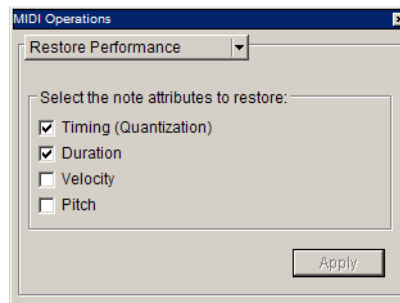 MIDI Operations
Restore Performance
Select the note attributes to restore:
Timing (Quantization)
Duration
Velocity
Pitch
Apply